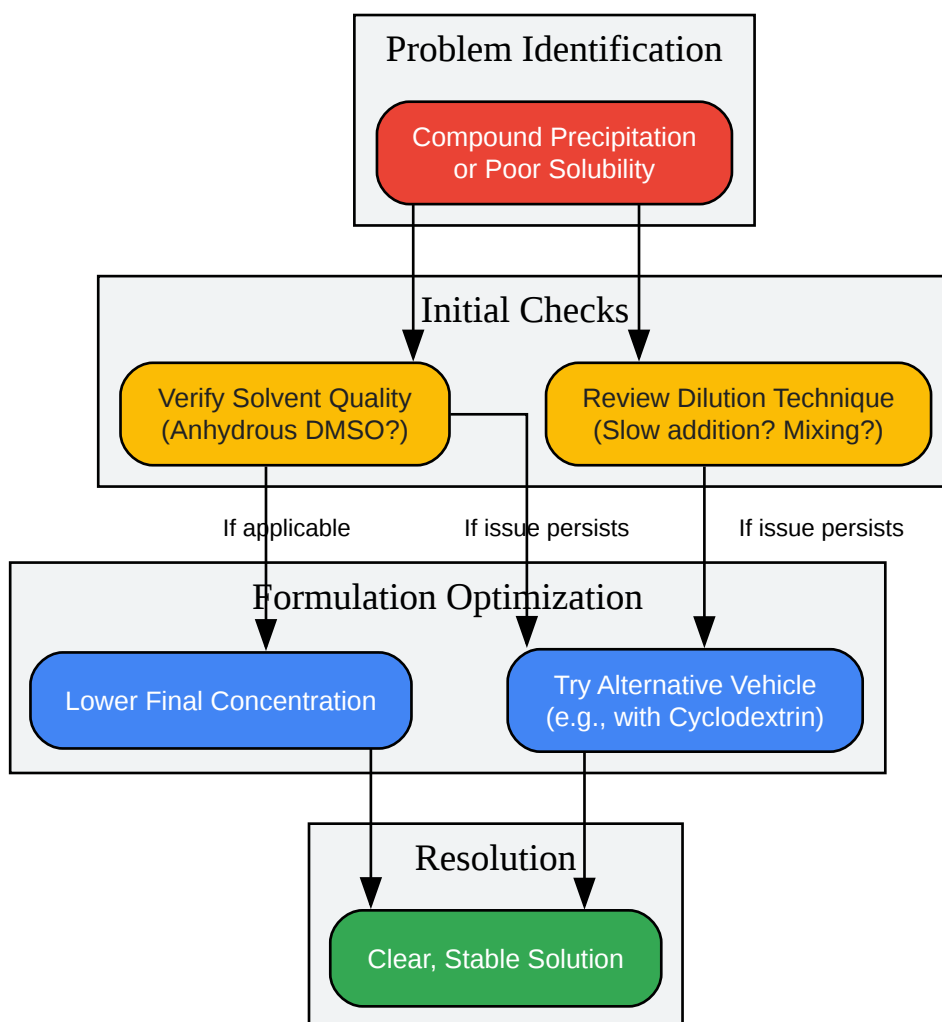 Problem Identification
Compound Precipitation
or Poor Solubility
Initial Checks
Verify Solvent Quality
(Anhydrous DMSO?)
Review Dilution Technique
(Slow addition? Mixing?)
If applicable
If issue persists
If issue persists
Formulation Optimization
Lower Final Concentration
Try Alternative Vehicle
(e.g., with Cyclodextrin)
Resolution
Clear, Stable Solution